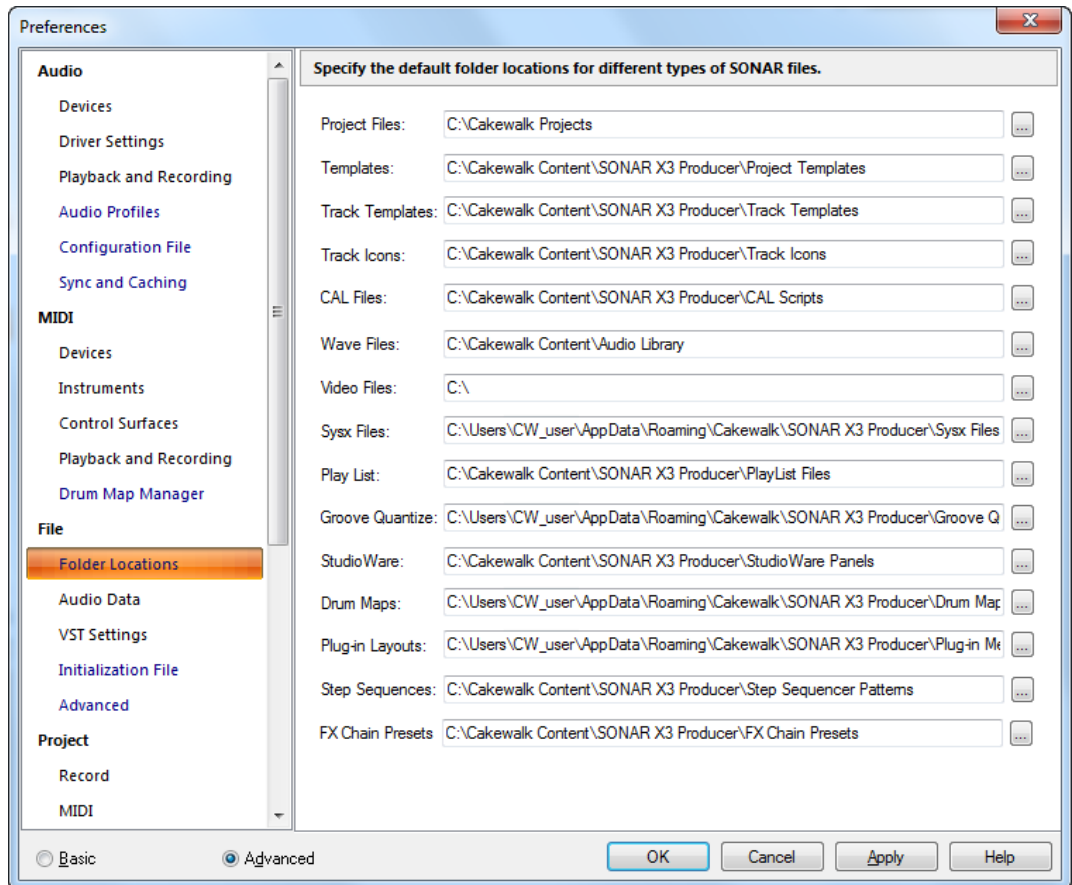 Preferences
Audio
Devices
Driver Settings
Playback and Recording
Audio Profiles
Configuration File
Sync and Caching
MIDI
Devices
Instruments
Control Surfaces
Playback and Recording
Drum Map Manager
File
Folder Locations
Audio Data
VST Settings
Initialization File
Advanced
Project
Record
MIDI
Specify the default folder locations for different types of SONAR files.
Project Files: C:\Cakewalk Projects ...
Templates: C:\Cakewalk Content\SONAR X3 Producer\Project Templates ...
Track Templates: C:\Cakewalk Content\SONAR X3 Producer\Track Templates ...
Track Icons: C:\Cakewalk Content\SONAR X3 Producer\Track Icons ...
CAL Files: C:\Cakewalk Content\SONAR X3 Producer\CAL Scripts ...
Wave Files: C:\Cakewalk Content\Audio Library ...
Video Files: C:\ ...
Sysx Files: C:\Users\CW_user\AppData\Roaming\Cakewalk\SONAR X3 Producer\Sysx Files ...
Play List: C:\Cakewalk Content\SONAR X3 Producer\PlayList Files ...
Groove Quantize: C:\Users\CW_user\AppData\Roaming\Cakewalk\SONAR X3 Producer\Groove Q ...
StudioWare: C:\Cakewalk Content\SONAR X3 Producer\StudioWare Panels ...
Drum Maps: C:\Users\CW_user\AppData\Roaming\Cakewalk\SONAR X3 Producer\Drum Map ...
Plug-in Layouts: C:\Users\CW_user\AppData\Roaming\Cakewalk\SONAR X3 Producer\Plug-in Me ...
Step Sequences: C:\Cakewalk Content\SONAR X3 Producer\Step Sequencer Patterns ...
FX Chain Presets C:\Cakewalk Content\SONAR X3 Producer\FX Chain Presets ...
Basic Advanced OK Cancel Apply Help